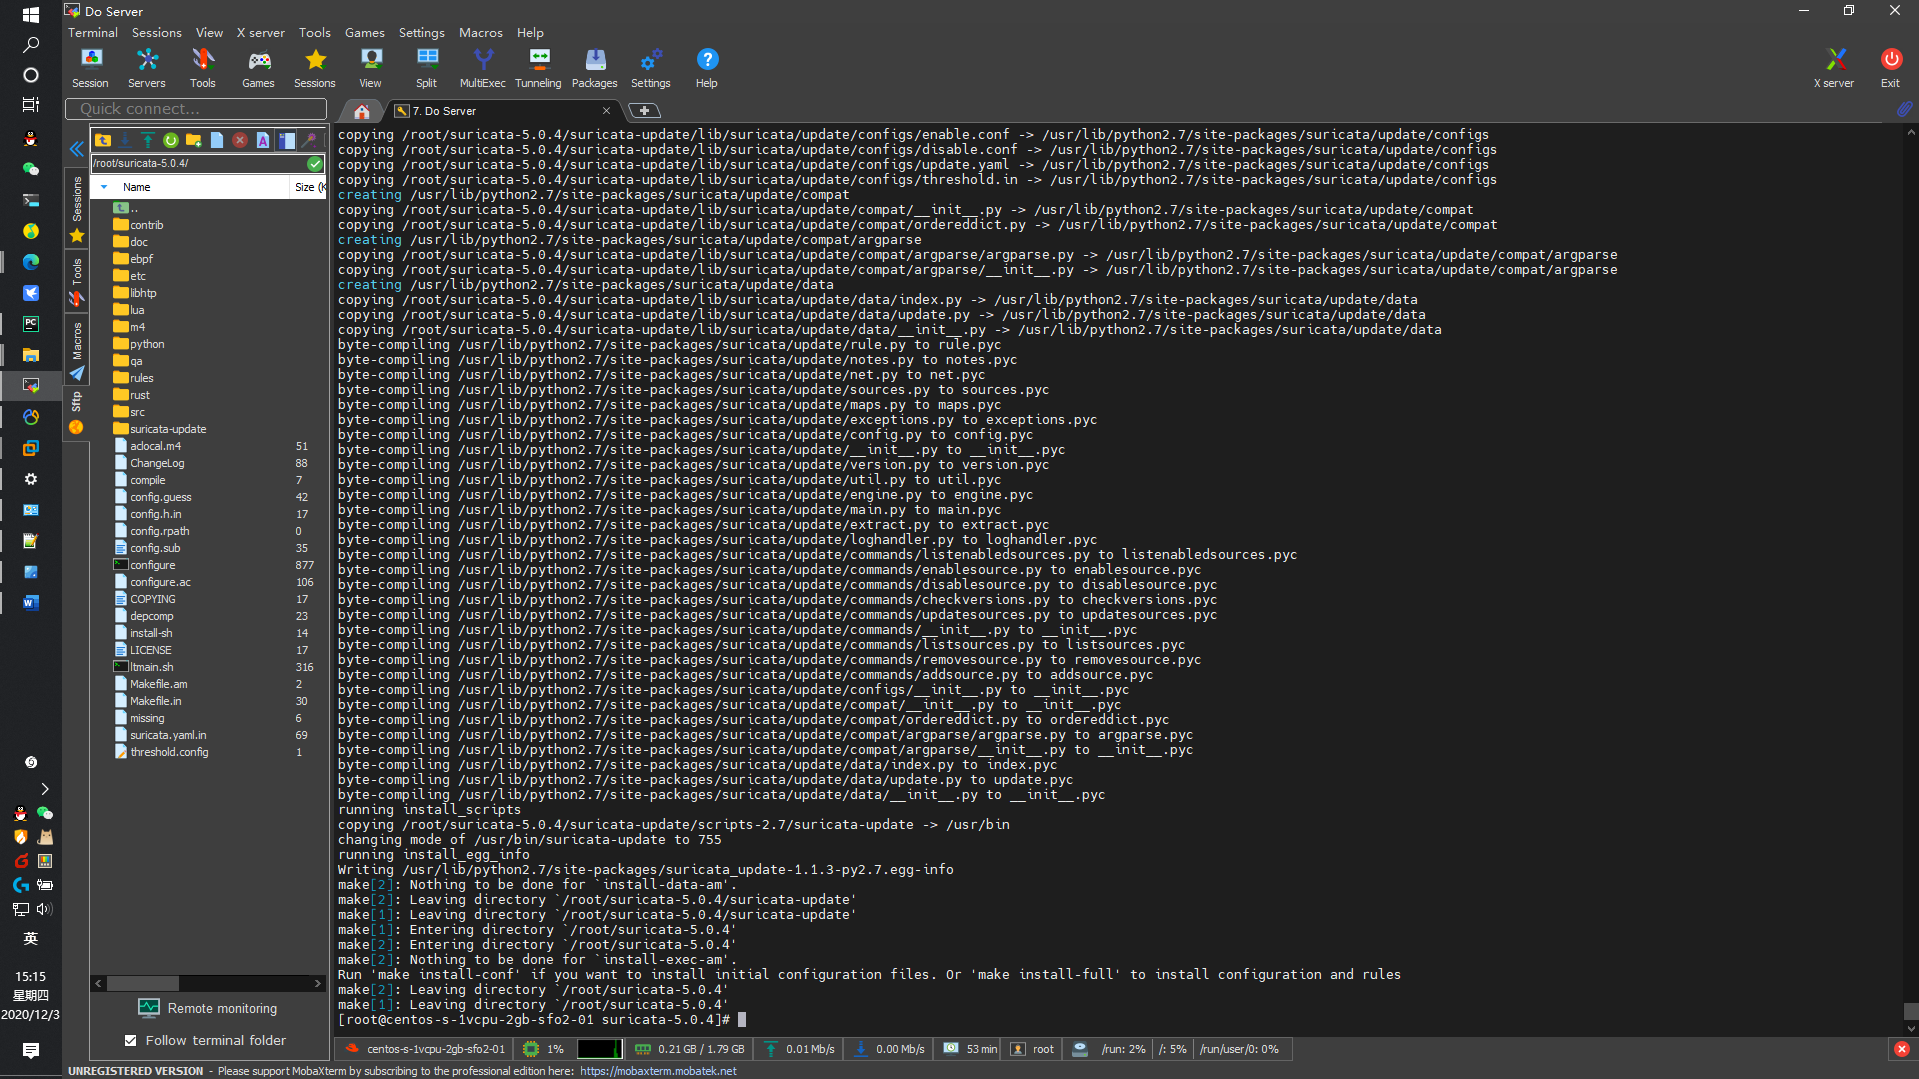 Do Server
Terminal Sessions View X server Tools Games Settings Macros Help
Session Servers Tools Games Sessions View Split MultiExec Tunneling Packages Settings Help X server Exit
Quick connect...
7. Do Server
/root/suricata-5.0.4/
Name Size (K
..
contrib
doc
ebpf
etc
libhtp
lua
m4
python
qa
rules
rust
src
suricata-update
aclocal.m4 51
ChangeLog 88
compile 7
config.guess 42
config.h.in 17
config.rpath 0
config.sub 35
configure 877
configure.ac 106
COPYING 17
depcomp 23
install-sh 14
LICENSE 17
ltmain.sh 316
Makefile.am 2
Makefile.in 30
missing 6
suricata.yaml.in 69
threshold.config 1
Sessions
Tools
Macros
Sftp
Remote monitoring
Follow terminal folder
copying /root/suricata-5.0.4/suricata-update/lib/suricata/update/configs/enable.conf -> /usr/lib/python2.7/site-packages/suricata/update/configs
copying /root/suricata-5.0.4/suricata-update/lib/suricata/update/configs/disable.conf -> /usr/lib/python2.7/site-packages/suricata/update/configs
copying /root/suricata-5.0.4/suricata-update/lib/suricata/update/configs/update.yaml -> /usr/lib/python2.7/site-packages/suricata/update/configs
copying /root/suricata-5.0.4/suricata-update/lib/suricata/update/configs/threshold.in -> /usr/lib/python2.7/site-packages/suricata/update/configs
creating /usr/lib/python2.7/site-packages/suricata/update/compat
copying /root/suricata-5.0.4/suricata-update/lib/suricata/update/compat/__init__.py -> /usr/lib/python2.7/site-packages/suricata/update/compat
copying /root/suricata-5.0.4/suricata-update/lib/suricata/update/compat/ordereddict.py -> /usr/lib/python2.7/site-packages/suricata/update/compat
creating /usr/lib/python2.7/site-packages/suricata/update/compat/argparse
copying /root/suricata-5.0.4/suricata-update/lib/suricata/update/compat/argparse/argparse.py -> /usr/lib/python2.7/site-packages/suricata/update/compat/argparse
copying /root/suricata-5.0.4/suricata-update/lib/suricata/update/compat/argparse/__init__.py -> /usr/lib/python2.7/site-packages/suricata/update/compat/argparse
creating /usr/lib/python2.7/site-packages/suricata/update/data
copying /root/suricata-5.0.4/suricata-update/lib/suricata/update/data/index.py -> /usr/lib/python2.7/site-packages/suricata/update/data
copying /root/suricata-5.0.4/suricata-update/lib/suricata/update/data/update.py -> /usr/lib/python2.7/site-packages/suricata/update/data
copying /root/suricata-5.0.4/suricata-update/lib/suricata/update/data/__init__.py -> /usr/lib/python2.7/site-packages/suricata/update/data
byte-compiling /usr/lib/python2.7/site-packages/suricata/update/rule.py to rule.pyc
byte-compiling /usr/lib/python2.7/site-packages/suricata/update/notes.py to notes.pyc
byte-compiling /usr/lib/python2.7/site-packages/suricata/update/net.py to net.pyc
byte-compiling /usr/lib/python2.7/site-packages/suricata/update/sources.py to sources.pyc
byte-compiling /usr/lib/python2.7/site-packages/suricata/update/maps.py to maps.pyc
byte-compiling /usr/lib/python2.7/site-packages/suricata/update/exceptions.py to exceptions.pyc
byte-compiling /usr/lib/python2.7/site-packages/suricata/update/config.py to config.pyc
byte-compiling /usr/lib/python2.7/site-packages/suricata/update/__init__.py to __init__.pyc
byte-compiling /usr/lib/python2.7/site-packages/suricata/update/version.py to version.pyc
byte-compiling /usr/lib/python2.7/site-packages/suricata/update/util.py to util.pyc
byte-compiling /usr/lib/python2.7/site-packages/suricata/update/engine.py to engine.pyc
byte-compiling /usr/lib/python2.7/site-packages/suricata/update/main.py to main.pyc
byte-compiling /usr/lib/python2.7/site-packages/suricata/update/extract.py to extract.pyc
byte-compiling /usr/lib/python2.7/site-packages/suricata/update/loghandler.py to loghandler.pyc
byte-compiling /usr/lib/python2.7/site-packages/suricata/update/commands/listenabledsources.py to listenabledsources.pyc
byte-compiling /usr/lib/python2.7/site-packages/suricata/update/commands/enablesource.py to enablesource.pyc
byte-compiling /usr/lib/python2.7/site-packages/suricata/update/commands/disablesource.py to disablesource.pyc
byte-compiling /usr/lib/python2.7/site-packages/suricata/update/commands/checkversions.py to checkversions.pyc
byte-compiling /usr/lib/python2.7/site-packages/suricata/update/commands/updatesources.py to updatesources.pyc
byte-compiling /usr/lib/python2.7/site-packages/suricata/update/commands/__init__.py to __init__.pyc
byte-compiling /usr/lib/python2.7/site-packages/suricata/update/commands/listsources.py to listsources.pyc
byte-compiling /usr/lib/python2.7/site-packages/suricata/update/commands/removesource.py to removesource.pyc
byte-compiling /usr/lib/python2.7/site-packages/suricata/update/commands/addsource.py to addsource.pyc
byte-compiling /usr/lib/python2.7/site-packages/suricata/update/configs/__init__.py to __init__.pyc
byte-compiling /usr/lib/python2.7/site-packages/suricata/update/compat/__init__.py to __init__.pyc
byte-compiling /usr/lib/python2.7/site-packages/suricata/update/compat/ordereddict.py to ordereddict.pyc
byte-compiling /usr/lib/python2.7/site-packages/suricata/update/compat/argparse/argparse.py to argparse.pyc
byte-compiling /usr/lib/python2.7/site-packages/suricata/update/compat/argparse/__init__.py to __init__.pyc
byte-compiling /usr/lib/python2.7/site-packages/suricata/update/data/index.py to index.pyc
byte-compiling /usr/lib/python2.7/site-packages/suricata/update/data/update.py to update.pyc
byte-compiling /usr/lib/python2.7/site-packages/suricata/update/data/__init__.py to __init__.pyc
running install_scripts
copying /root/suricata-5.0.4/suricata-update/scripts-2.7/suricata-update -> /usr/bin
changing mode of /usr/bin/suricata-update to 755
running install_egg_info
Writing /usr/lib/python2.7/site-packages/suricata_update-1.1.3-py2.7.egg-info
make[2]: Nothing to be done for `install-data-am'.
make[2]: Leaving directory `/root/suricata-5.0.4/suricata-update'
make[1]: Leaving directory `/root/suricata-5.0.4/suricata-update'
make[1]: Entering directory `/root/suricata-5.0.4'
make[2]: Entering directory `/root/suricata-5.0.4'
make[2]: Nothing to be done for `install-exec-am'.
Run 'make install-conf' if you want to install initial configuration files. Or 'make install-full' to install configuration and rules
make[2]: Leaving directory `/root/suricata-5.0.4'
make[1]: Leaving directory `/root/suricata-5.0.4'
[root@centos-s-1vcpu-2gb-sfo2-01 suricata-5.0.4]#
centos-s-1vcpu-2gb-sfo2-01 1% 0.21 GB / 1.79 GB 0.01 Mb/s 0.00 Mb/s 53 min root /run: 2% /: 5% /run/user/0: 0%
UNREGISTERED VERSION - Please support MobaXterm by subscribing to the professional edition here: https://mobaxterm.mobatek.net
英
15:15
星期四
2020/12/3